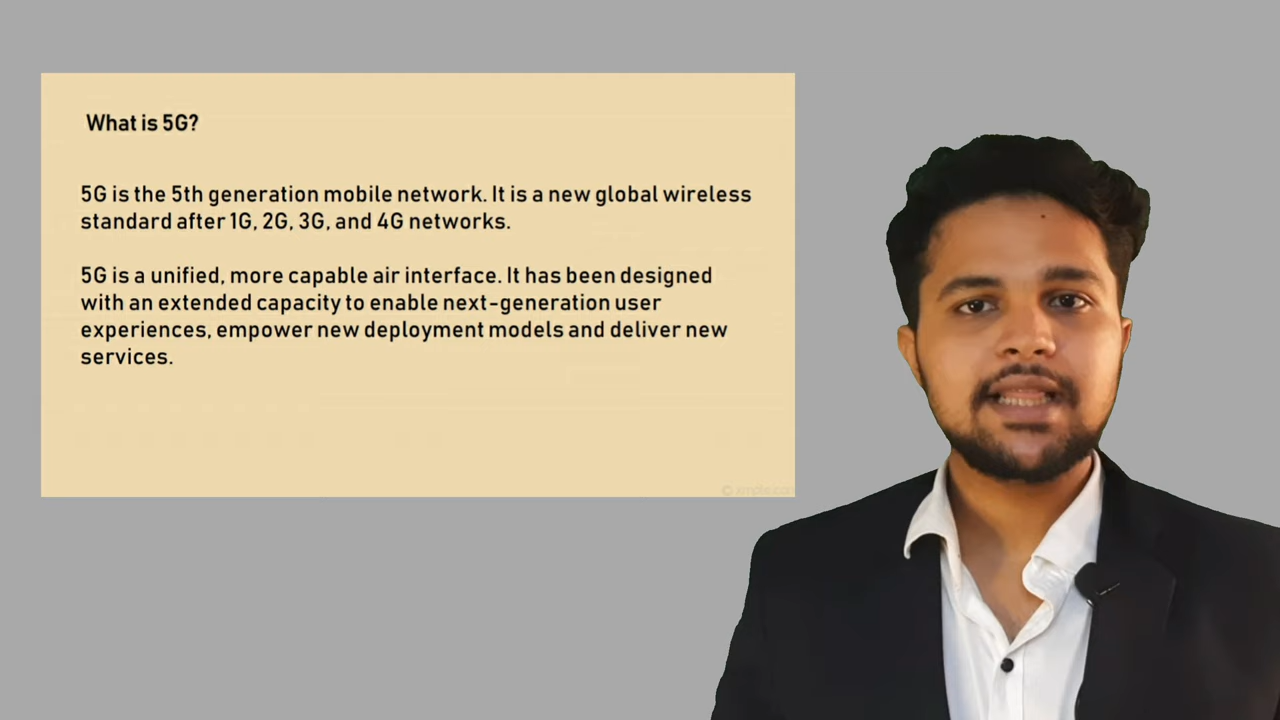 What is 5G?
5G is the 5th generation mobile network. It is a new global wireless
standard after 1G, 2G, 3G, and 4G networks.
5G is a unified, more capable air interface. It has been designed
with an extended capacity to enable next-generation user
experiences, empower new deployment models and deliver new
services.